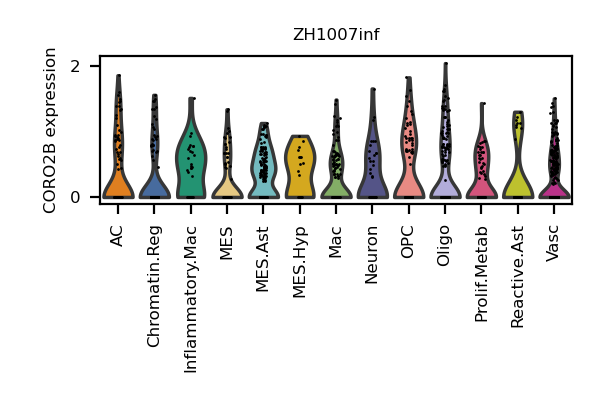 ZH1007inf
CORO2B expression
2
0
AC
Chromatin.Reg
Inflammatory.Mac
MES
MES.Ast
MES.Hyp
Mac
Neuron
OPC
Oligo
Prolif.Metab
Reactive.Ast
Vasc